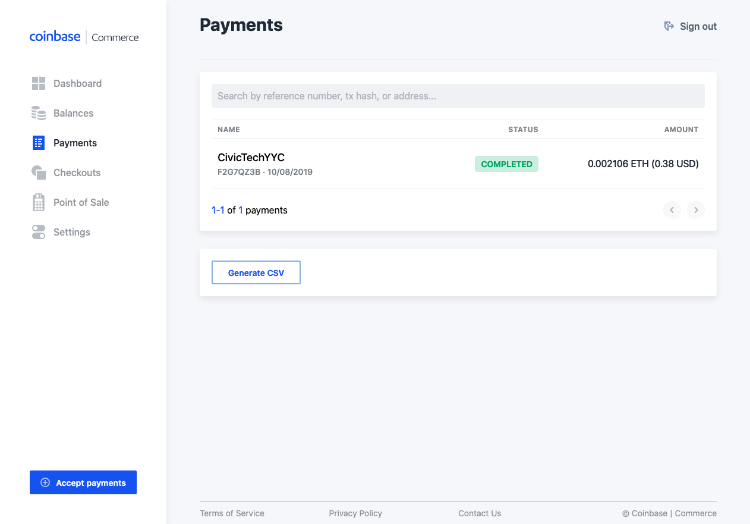 coinbase | Commerce
Dashboard
Balances
Payments
Checkouts
Point of Sale
Settings
Accept payments
Payments
Sign out
Search by reference number, tx hash, or address...
NAME STATUS AMOUNT
CivicTechYYC COMPLETED 0.002106 ETH (0.38 USD)
F2G7QZ3B · 10/08/2019
1-1 of 1 payments
Generate CSV
Terms of Service Privacy Policy Contact Us © Coinbase | Commerce